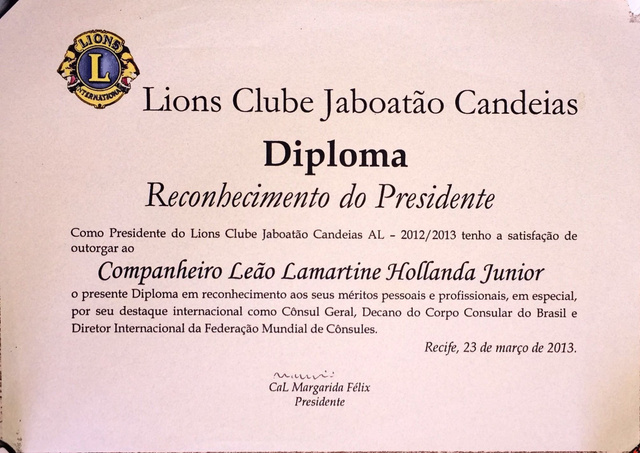 LIONS
L
INTERNATIONAL
Lions Clube Jaboatão Candeias
Diploma
Reconhecimento do Presidente
Como Presidente do Lions Clube Jaboatão Candeias AL – 2012/2013 tenho a satisfação de
outorgar ao
Companheiro Leão Lamartine Hollanda Junior
o presente Diploma em reconhecimento aos seus méritos pessoais e profissionais, em especial,
por seu destaque internacional como Cônsul Geral, Decano do Corpo Consular do Brasil e
Diretor Internacional da Federação Mundial de Cônsules.
Recife, 23 de março de 2013.
CaL Margarida Félix
Presidente